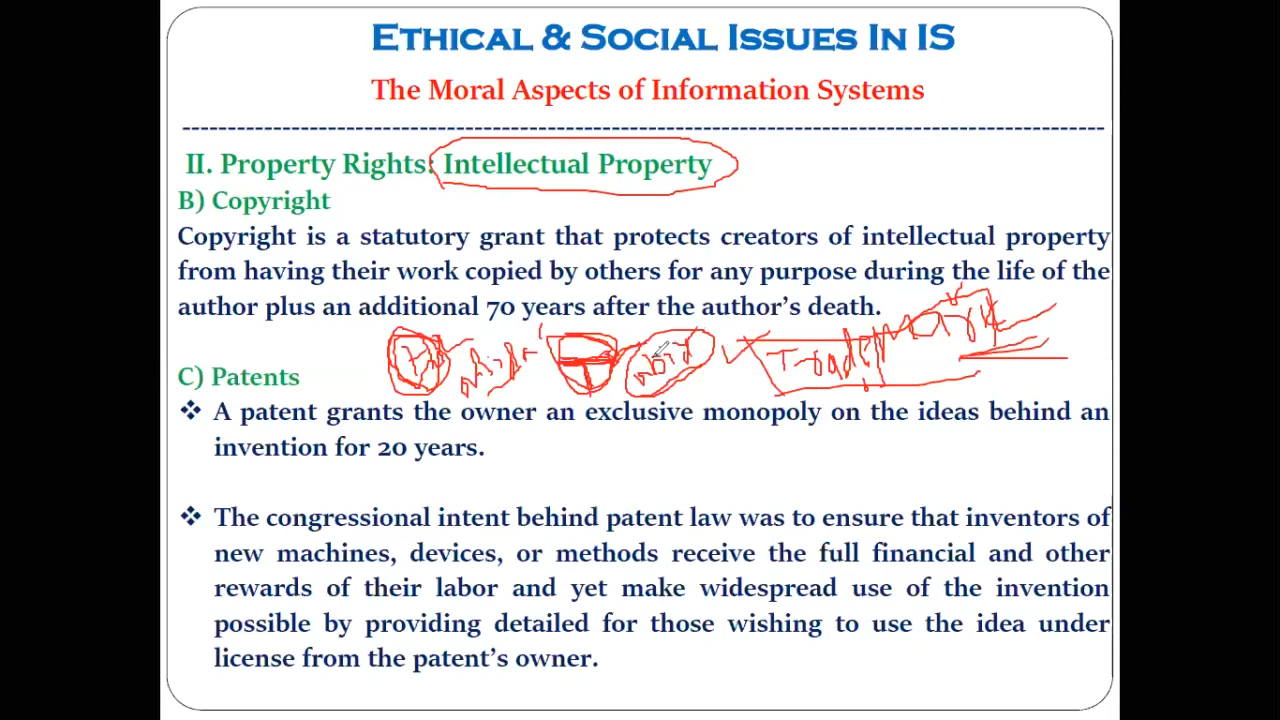 ETHICAL & SOCIAL ISSUES IN IS
The Moral Aspects of Information Systems
II. Property Rights: Intellectual Property
B) Copyright
Copyright is a statutory grant that protects creators of intellectual property
from having their work copied by others for any purpose during the life of the
author plus an additional 70 years after the author's death.
Trademark
C) Patents
❖ A patent grants the owner an exclusive monopoly on the ideas behind an
invention for 20 years.
❖ The congressional intent behind patent law was to ensure that inventors of
new machines, devices, or methods receive the full financial and other
rewards of their labor and yet make widespread use of the invention
possible by providing detailed for those wishing to use the idea under
license from the patent's owner.